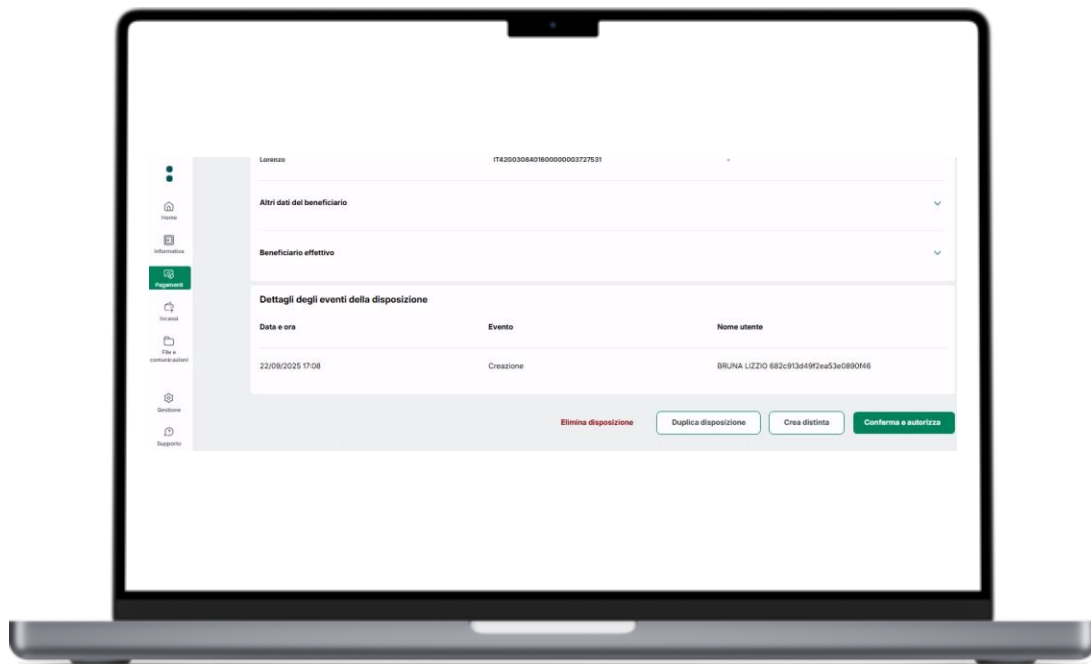 Lorenzo IT42G0308401600000003727531 -
Home
Altri dati del beneficiario
Informativa
Beneficiario effettivo
Pagamenti
Incassi
Dettagli degli eventi della disposizione
Data e ora Evento Nome utente
File e
comunicazioni
22/09/2025 17:08 Creazione BRUNA LIZZIO 682c913d49f2ea53e0890f46
Gestione
Elimina disposizione Duplica disposizione Crea distinta Conferma e autorizza
Supporto